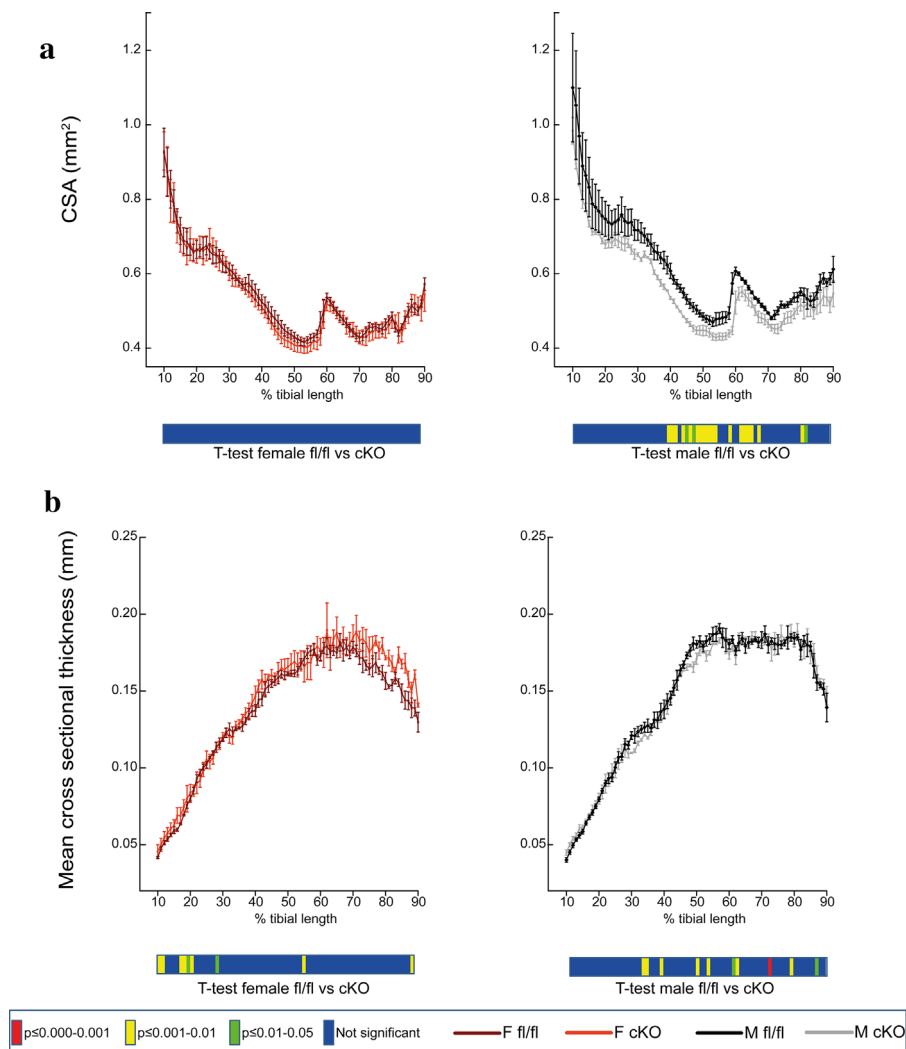 a
CSA (mm²)
1.2
1.0
0.8
0.6
0.4
10 20 30 40 50 60 70 80 90
% tibial length
T-test female fl/fl vs cKO
1.2
1.0
0.8
0.6
0.4
10 20 30 40 50 60 70 80 90
% tibial length
T-test male fl/fl vs cKO
b
Mean cross sectional thickness (mm)
0.25
0.20
0.15
0.10
0.05
10 20 30 40 50 60 70 80 90
% tibial length
T-test female fl/fl vs cKO
0.25
0.20
0.15
0.10
0.05
10 20 30 40 50 60 70 80 90
% tibial length
T-test male fl/fl vs cKO
p≤0.000-0.001 p≤0.001-0.01 p≤0.01-0.05 Not significant F fl/fl F cKO M fl/fl M cKO